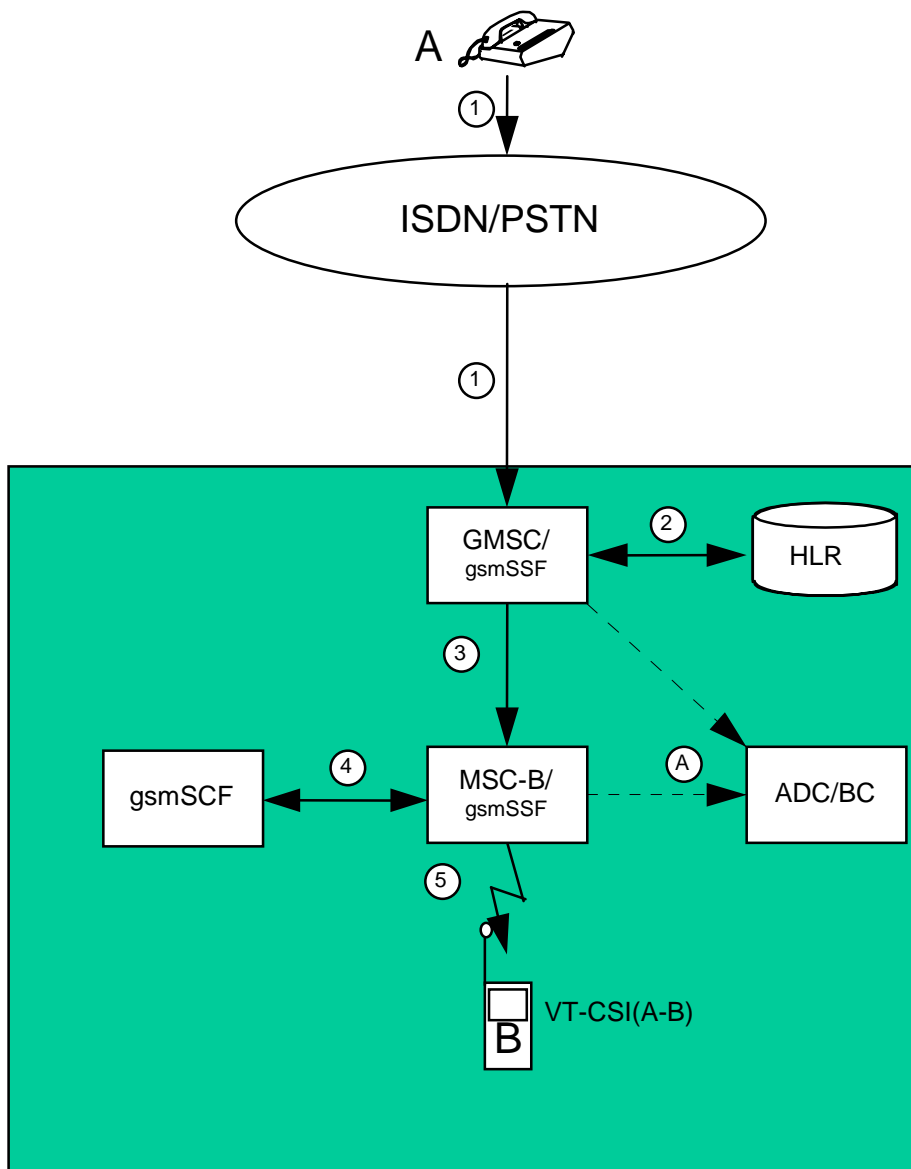 A
1
ISDN/PSTN
1
GMSC/
gsmSSF
2
HLR
3
gsmSCF
4
MSC-B/
gsmSSF
A
ADC/BC
5
B
VT-CSI(A-B)